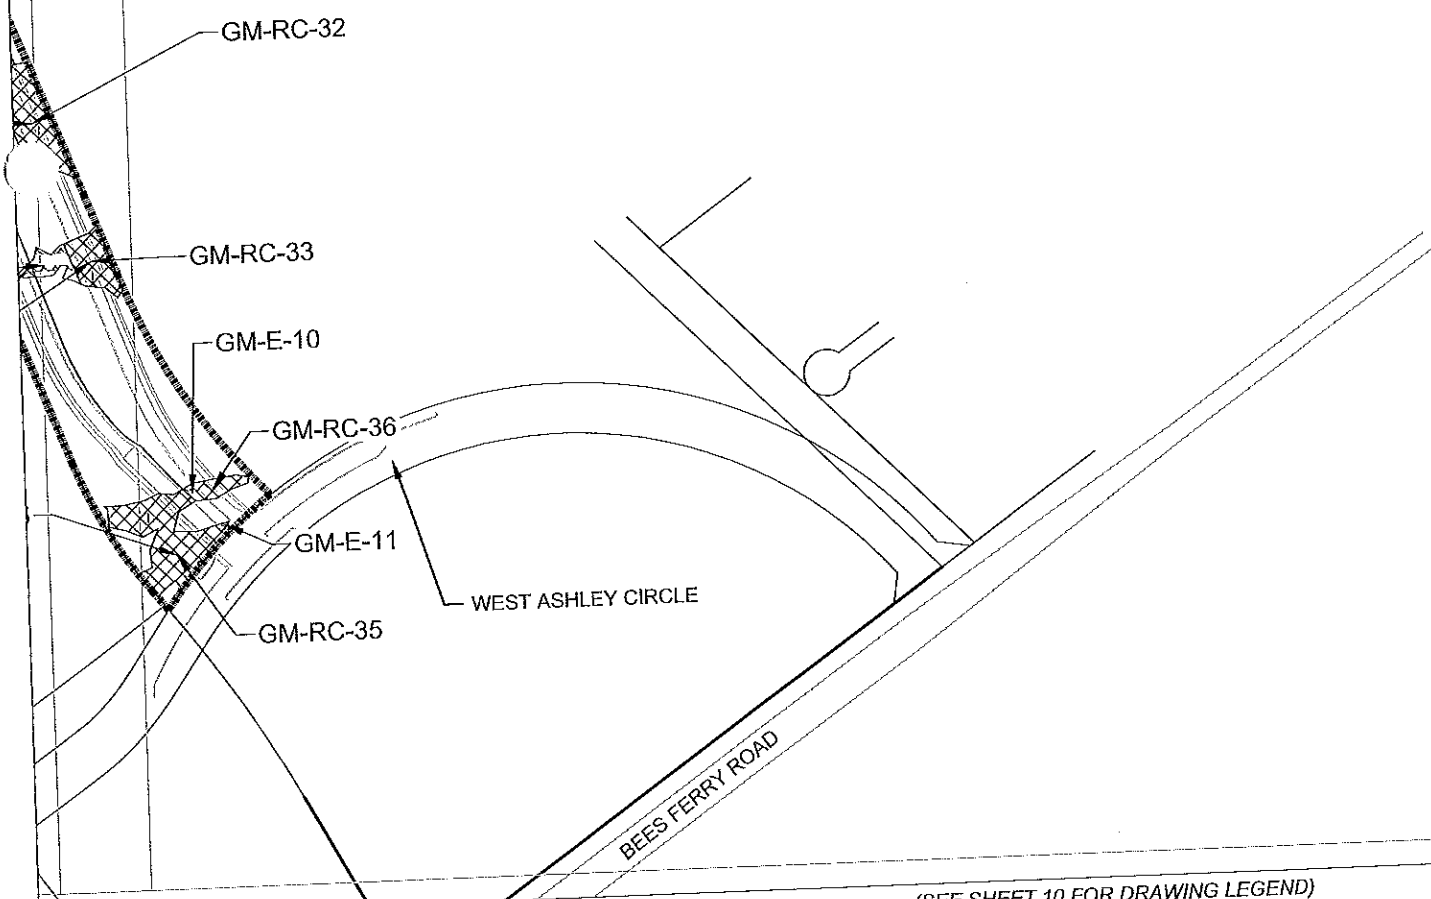 GM-RC-32
GM-RC-33
GM-E-10
GM-RC-36
GM-E-11
WEST ASHLEY CIRCLE
GM-RC-35
BEES FERRY ROAD
(SEE SHEET 10 FOR DRAWING LEGEND)